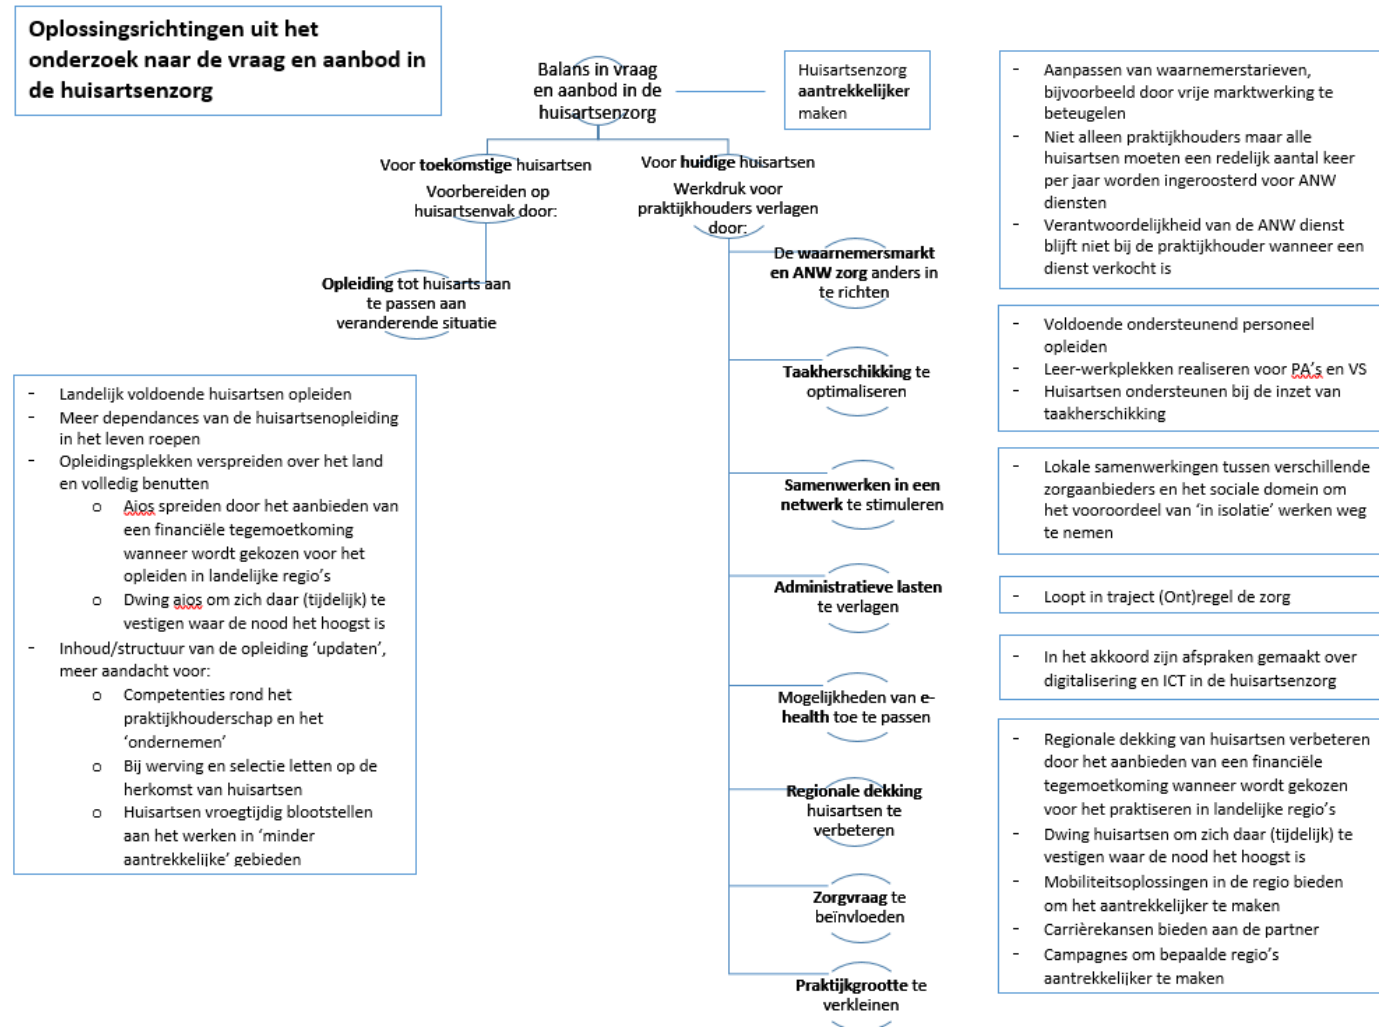 Oplossingsrichtingen uit het
onderzoek naar de vraag en aanbod in
de huisartsenzorg
Balans in vraag
en aanbod in de
huisartsenzorg
Huisartsenzorg
aantrekkelijker
maken
Voor toekomstige huisartsen
Voorbereiden op
huisartsenvak door:
Opleiding tot huisarts aan
te passen aan
veranderende situatie
- Landelijk voldoende huisartsen opleiden
- Meer dependances van de huisartsenopleiding
in het leven roepen
- Opleidingsplekken verspreiden over het land
en volledig benutten
o Aios spreiden door het aanbieden van
een financiële tegemoetkoming
wanneer wordt gekozen voor het
opleiden in landelijke regio's
o Dwing aios om zich daar (tijdelijk) te
vestigen waar de nood het hoogst is
- Inhoud/structuur van de opleiding 'updaten',
meer aandacht voor:
o Competenties rond het
praktijkhouderschap en het
'ondernemen'
o Bij werving en selectie letten op de
herkomst van huisartsen
o Huisartsen vroegtijdig blootstellen
aan het werken in 'minder
aantrekkelijke' gebieden
Voor huidige huisartsen
Werkdruk voor
praktijkhouders verlagen
door:
De waarnemersmarkt
en ANW zorg anders in
te richten
- Aanpassen van waarnemerstarieven,
bijvoorbeeld door vrije marktwerking te
beteugelen
- Niet alleen praktijkhouders maar alle
huisartsen moeten een redelijk aantal keer
per jaar worden ingeroosterd voor ANW
diensten
- Verantwoordelijkheid van de ANW dienst
blijft niet bij de praktijkhouder wanneer een
dienst verkocht is
Taakherschikking te
optimaliseren
- Voldoende ondersteunend personeel
opleiden
- Leer-werkplekken realiseren voor PA's en VS
- Huisartsen ondersteunen bij de inzet van
taakherschikking
Samenwerken in een
netwerk te stimuleren
- Lokale samenwerkingen tussen verschillende
zorgaanbieders en het sociale domein om
het vooroordeel van 'in isolatie' werken weg
te nemen
Administratieve lasten
te verlagen
- Loopt in traject (Ont)regel de zorg
Mogelijkheden van e-
health toe te passen
- In het akkoord zijn afspraken gemaakt over
digitalisering en ICT in de huisartsenzorg
Regionale dekking
huisartsen te
verbeteren
- Regionale dekking van huisartsen verbeteren
door het aanbieden van een financiële
tegemoetkoming wanneer wordt gekozen
voor het praktiseren in landelijke regio's
- Dwing huisartsen om zich daar (tijdelijk) te
vestigen waar de nood het hoogst is
- Mobiliteitsoplossingen in de regio bieden
om het aantrekkelijker te maken
- Carrièrekansen bieden aan de partner
- Campagnes om bepaalde regio's
aantrekkelijker te maken
Zorgvraag te
beïnvloeden
Praktijkgrootte te
verkleinen